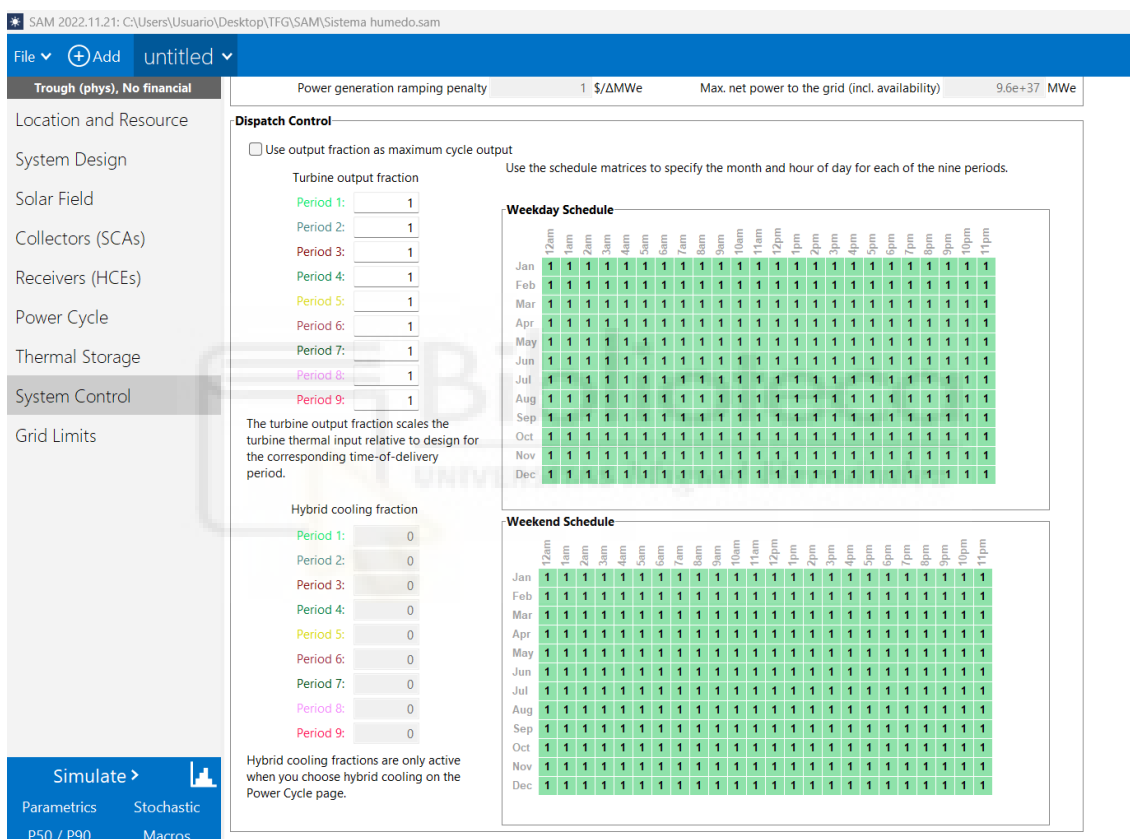 SAM 2022.11.21: C:\Users\Usuario\Desktop\TFG\SAM\Sistema humedo.sam
File Add untitled
Trough (phys), No financial
Location and Resource
System Design
Solar Field
Collectors (SCAs)
Receivers (HCEs)
Power Cycle
Thermal Storage
System Control
Grid Limits
Simulate >
Parametrics Stochastic
P50 / P90 Macros
Power generation ramping penalty 1 $/ΔMWe Max. net power to the grid (incl. availability) 9.6e+37 MWe
Dispatch Control
Use output fraction as maximum cycle output
Turbine output fraction
Period 1: 1
Period 2: 1
Period 3: 1
Period 4: 1
Period 5: 1
Period 6: 1
Period 7: 1
Period 8: 1
Period 9: 1
The turbine output fraction scales the
turbine thermal input relative to design for
the corresponding time-of-delivery
period.
Hybrid cooling fraction
Period 1: 0
Period 2: 0
Period 3: 0
Period 4: 0
Period 5: 0
Period 6: 0
Period 7: 0
Period 8: 0
Period 9: 0
Hybrid cooling fractions are only active
when you choose hybrid cooling on the
Power Cycle page.
Use the schedule matrices to specify the month and hour of day for each of the nine periods.
Weekday Schedule
12am 1am 2am 3am 4am 5am 6am 7am 8am 9am 10am 11am 12pm 1pm 2pm 3pm 4pm 5pm 6pm 7pm 8pm 9pm 10pm 11pm
Jan 1 1 1 1 1 1 1 1 1 1 1 1 1 1 1 1 1 1 1 1 1 1 1 1
Feb 1 1 1 1 1 1 1 1 1 1 1 1 1 1 1 1 1 1 1 1 1 1 1 1
Mar 1 1 1 1 1 1 1 1 1 1 1 1 1 1 1 1 1 1 1 1 1 1 1 1
Apr 1 1 1 1 1 1 1 1 1 1 1 1 1 1 1 1 1 1 1 1 1 1 1 1
May 1 1 1 1 1 1 1 1 1 1 1 1 1 1 1 1 1 1 1 1 1 1 1 1
Jun 1 1 1 1 1 1 1 1 1 1 1 1 1 1 1 1 1 1 1 1 1 1 1 1
Jul 1 1 1 1 1 1 1 1 1 1 1 1 1 1 1 1 1 1 1 1 1 1 1 1
Aug 1 1 1 1 1 1 1 1 1 1 1 1 1 1 1 1 1 1 1 1 1 1 1 1
Sep 1 1 1 1 1 1 1 1 1 1 1 1 1 1 1 1 1 1 1 1 1 1 1 1
Oct 1 1 1 1 1 1 1 1 1 1 1 1 1 1 1 1 1 1 1 1 1 1 1 1
Nov 1 1 1 1 1 1 1 1 1 1 1 1 1 1 1 1 1 1 1 1 1 1 1 1
Dec 1 1 1 1 1 1 1 1 1 1 1 1 1 1 1 1 1 1 1 1 1 1 1 1
Weekend Schedule
12am 1am 2am 3am 4am 5am 6am 7am 8am 9am 10am 11am 12pm 1pm 2pm 3pm 4pm 5pm 6pm 7pm 8pm 9pm 10pm 11pm
Jan 1 1 1 1 1 1 1 1 1 1 1 1 1 1 1 1 1 1 1 1 1 1 1 1
Feb 1 1 1 1 1 1 1 1 1 1 1 1 1 1 1 1 1 1 1 1 1 1 1 1
Mar 1 1 1 1 1 1 1 1 1 1 1 1 1 1 1 1 1 1 1 1 1 1 1 1
Apr 1 1 1 1 1 1 1 1 1 1 1 1 1 1 1 1 1 1 1 1 1 1 1 1
May 1 1 1 1 1 1 1 1 1 1 1 1 1 1 1 1 1 1 1 1 1 1 1 1
Jun 1 1 1 1 1 1 1 1 1 1 1 1 1 1 1 1 1 1 1 1 1 1 1 1
Jul 1 1 1 1 1 1 1 1 1 1 1 1 1 1 1 1 1 1 1 1 1 1 1 1
Aug 1 1 1 1 1 1 1 1 1 1 1 1 1 1 1 1 1 1 1 1 1 1 1 1
Sep 1 1 1 1 1 1 1 1 1 1 1 1 1 1 1 1 1 1 1 1 1 1 1 1
Oct 1 1 1 1 1 1 1 1 1 1 1 1 1 1 1 1 1 1 1 1 1 1 1 1
Nov 1 1 1 1 1 1 1 1 1 1 1 1 1 1 1 1 1 1 1 1 1 1 1 1
Dec 1 1 1 1 1 1 1 1 1 1 1 1 1 1 1 1 1 1 1 1 1 1 1 1